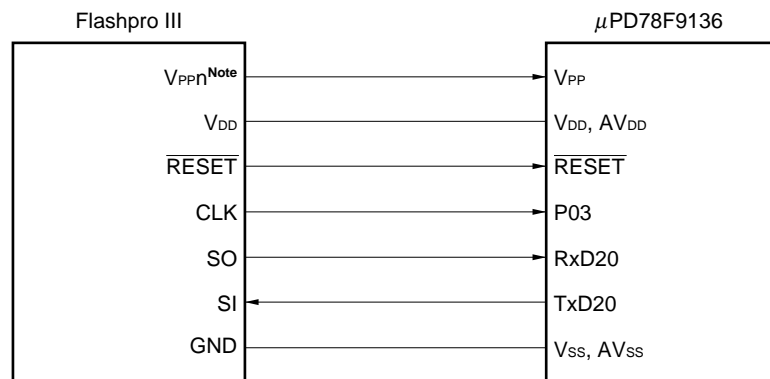 Flashpro III μPD78F9136
VPPnNote VPP
VDD VDD, AVDD
RESET RESET
CLK P03
SO RxD20
SI TxD20
GND VSS, AVSS